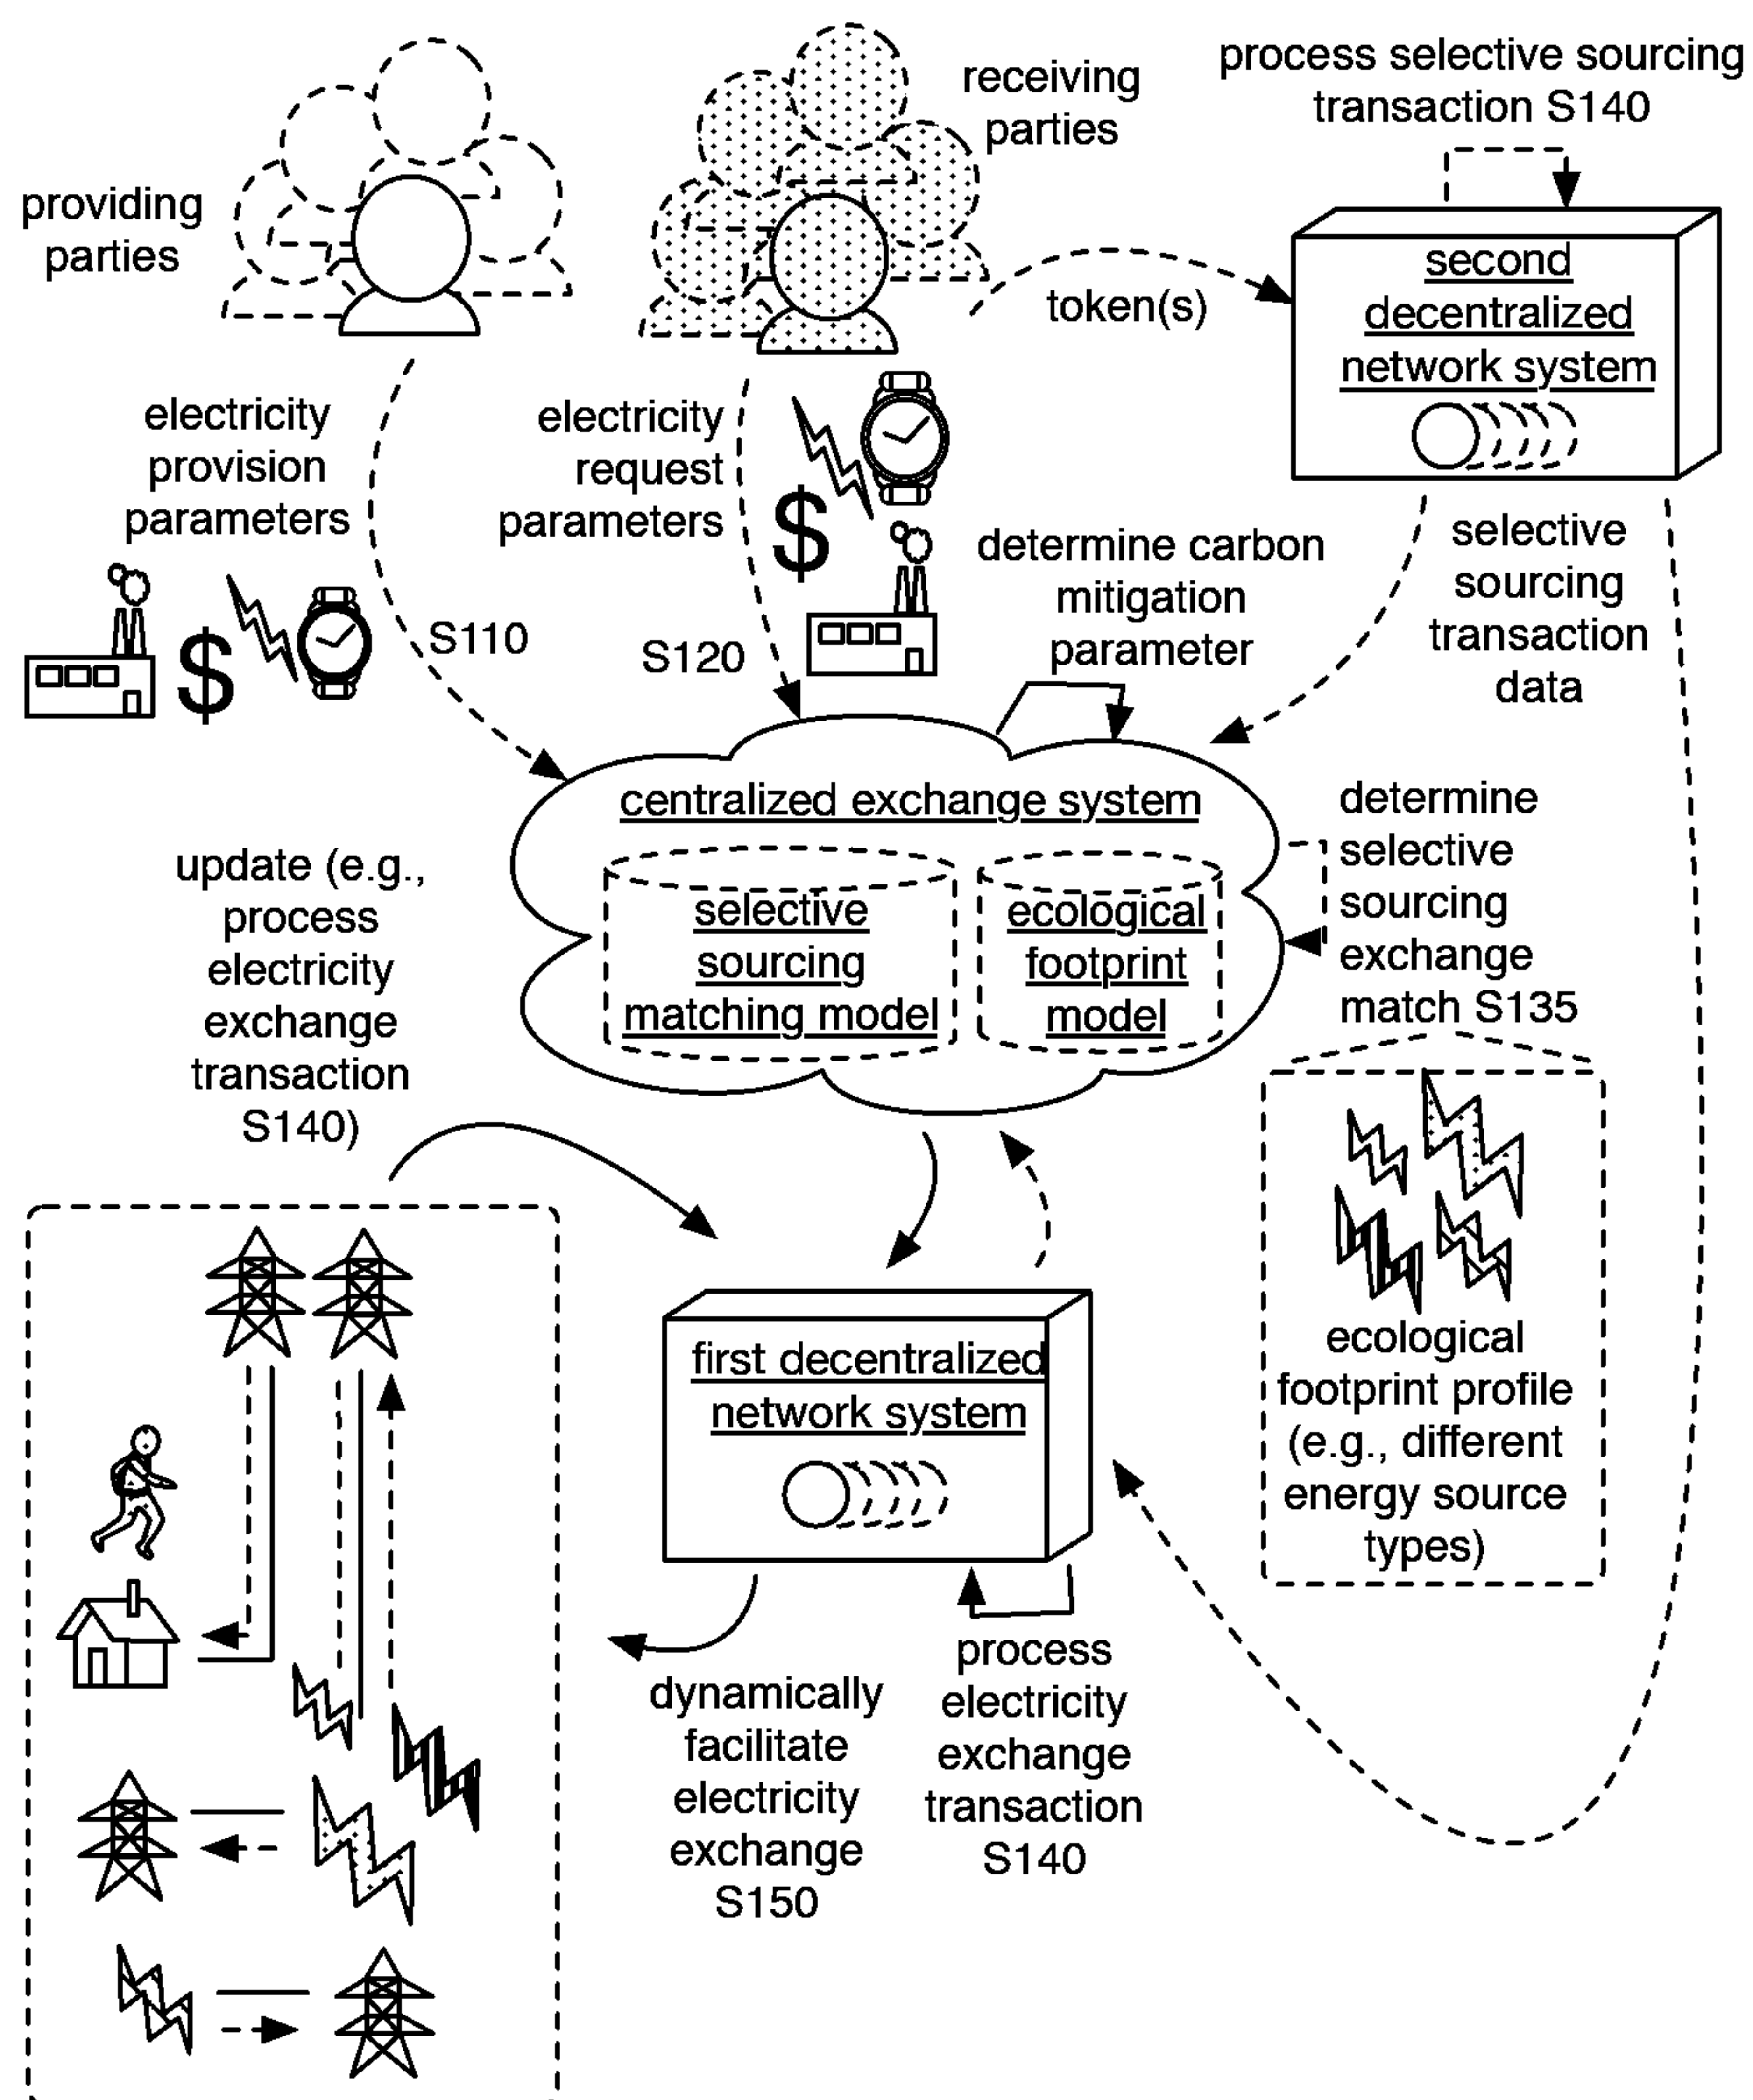 process selective sourcing
transaction S140
receiving
parties
providing
parties
token(s)
second
decentralized
network system
electricity
provision
parameters
S110
electricity
request
parameters
S120
$
$
determine carbon
mitigation
parameter
selective
sourcing
transaction
data
centralized exchange system
selective
sourcing
matching model
ecological
footprint
model
determine
selective
sourcing
exchange
match S135
update (e.g.,
process
electricity
exchange
transaction
S140)
first decentralized
network system
ecological
footprint profile
(e.g., different
energy source
types)
dynamically
facilitate
electricity
exchange
S150
process
electricity
exchange
transaction
S140